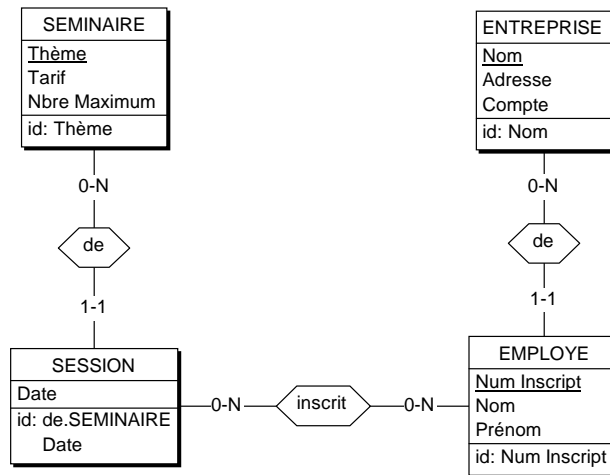 SEMINAIRE
Thème
Tarif
Nbre Maximum
id: Thème
ENTREPRISE
Nom
Adresse
Compte
id: Nom
0-N
0-N
de
de
1-1
1-1
SESSION
Date
id: de.SEMINAIRE
Date
0-N
inscrit
0-N
EMPLOYE
Num Inscript
Nom
Prénom
id: Num Inscript